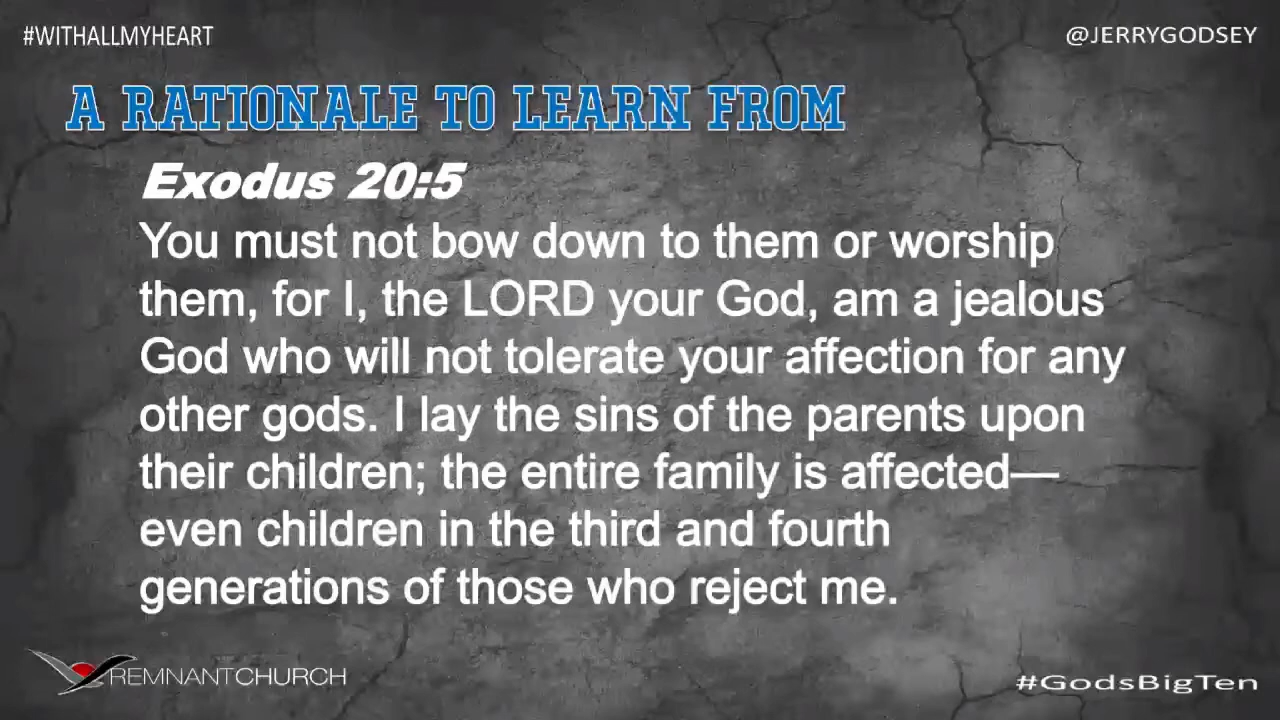 #WITHALLMYHEART
@JERRYGODSEY
A RATIONALE TO LEARN FROM
Exodus 20:5
You must not bow down to them or worship
them, for I, the LORD your God, am a jealous
God who will not tolerate your affection for any
other gods. I lay the sins of the parents upon
their children; the entire family is affected—
even children in the third and fourth
generations of those who reject me.
REMNANTCHURCH
#GodsBigTen